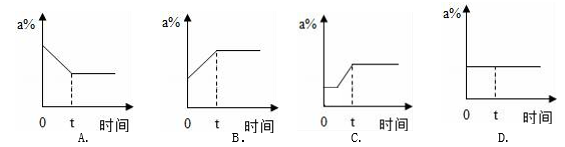 a% a% a% a%
0 t 时间 0 t 时间 0 t 时间 0 t 时间
A. B. C. D.